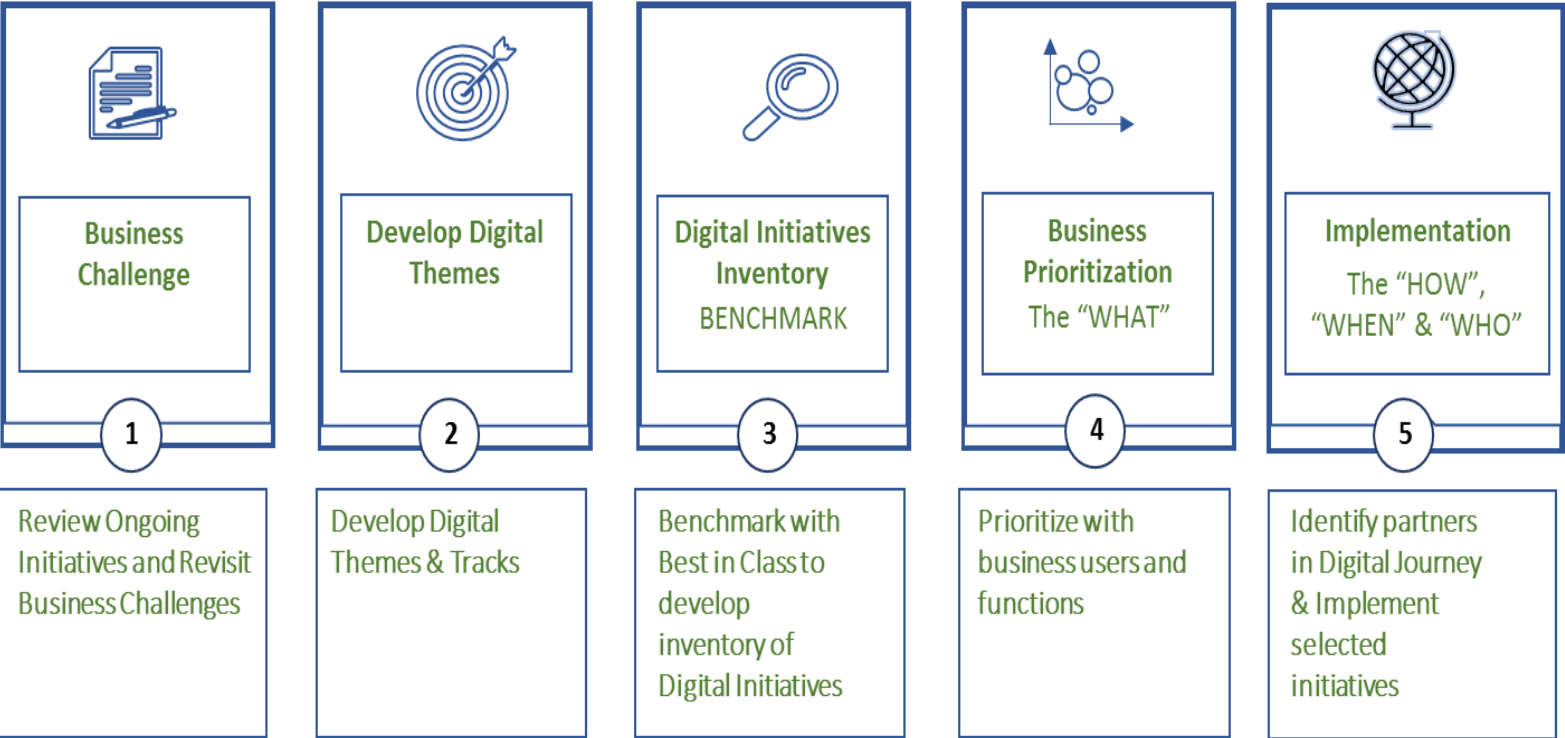 Business
Challenge
Develop Digital
Themes
Digital Initiatives
Inventory
BENCHMARK
Business
Prioritization
The “WHAT”
Implementation
The “HOW”,
“WHEN” & “WHO”
1
2
3
4
5
Review Ongoing
Initiatives and Revisit
Business Challenges
Develop Digital
Themes & Tracks
Benchmark with
Best in Class to
develop
inventory of
Digital Initiatives
Prioritize with
business users and
functions
Identify partners
in Digital Journey
& Implement
selected
initiatives